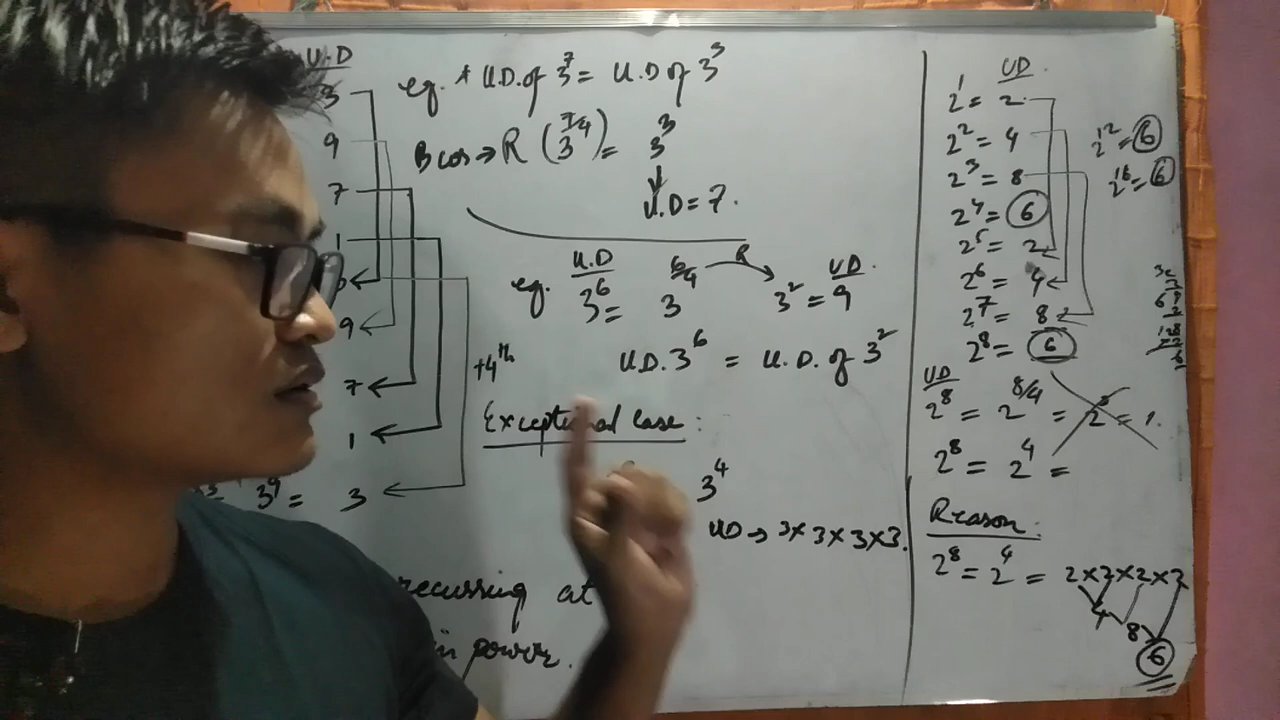 U.D
3
9
7
1
9
7
1
3⁹ = 3
recurring at
in power.
eg. * U.D. of 3⁷ = U.D of 3³
Bcos → R (3^7/4) = 3³
↓
U.D = 7.
eg. U.D
3⁶ = 3^6/4 R 3² = 9 UD.
U.D. 3⁶ = U.D. of 3²
+4th
Exceptional Case :
3⁴
UD → 3 × 3 × 3 × 3.
UD.
2¹ = 2
2² = 4
2³ = 8
2⁴ = 6
2⁵ = 2
2⁶ = 4
2⁷ = 8
2⁸ = 6
2¹² = 6
2¹⁶ = 6
UD
2⁸ = 2^8/4 = 2⁰ = 1.
2⁸ = 2⁴ =
Reason:
2⁸ = 2⁴ = 2 × 2 × 2 × 2
4
8
6